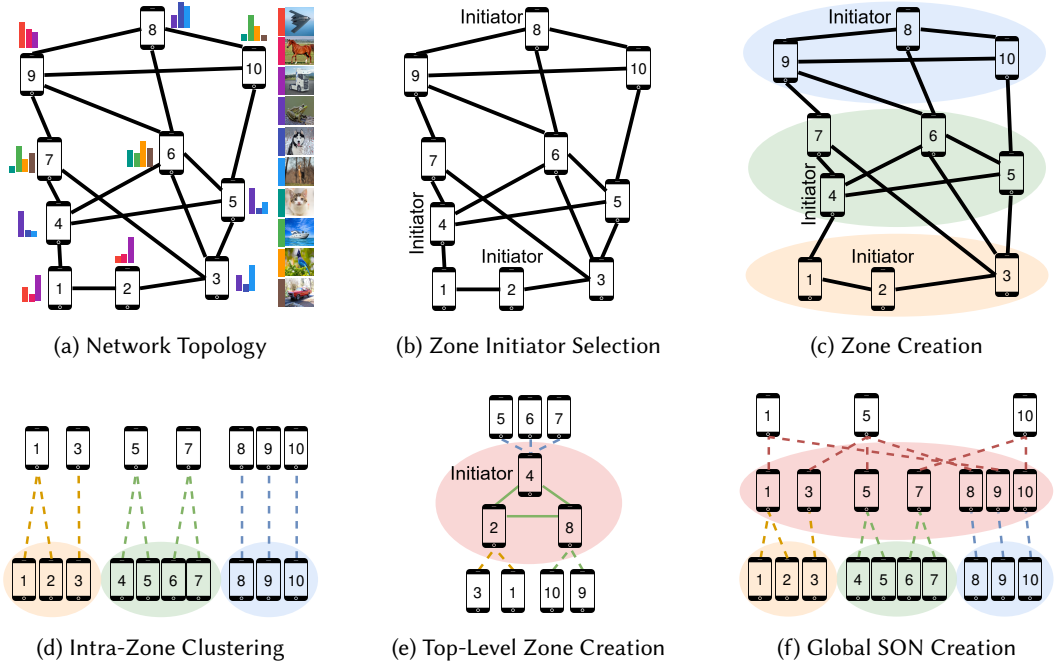 8
9
10
7
6
5
4
1
2
3
(a) Network Topology
Initiator
8
9
10
7
6
5
Initiator
4
Initiator
1
2
3
(b) Zone Initiator Selection
Initiator
8
9
10
7
6
5
Initiator
4
Initiator
1
2
3
(c) Zone Creation
1 3 5 7 8 9 10
1 2 3 4 5 6 7 8 9 10
(d) Intra-Zone Clustering
5 6 7
Initiator
4
2 8
3 1 10 9
(e) Top-Level Zone Creation
1 5 10
1 3 5 7 8 9 10
1 2 3 4 5 6 7 8 9 10
(f) Global SON Creation